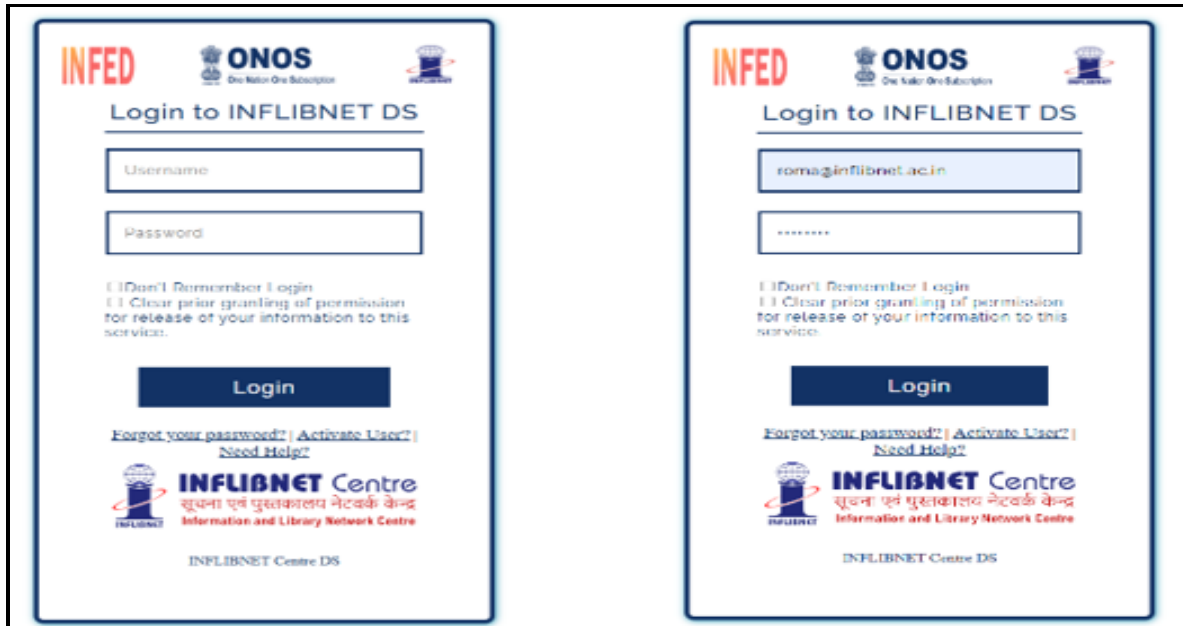 INFED
ONOS
One Nation One Subscription
Login to INFLIBNET DS
Username
Password
Don't Remember Login
Clear prior granting of permission
for release of your information to this
service.
Login
Forgot your password? | Activate User? |
Need Help?
INFLIBNET
INFLIBNET Centre
सूचना एवं पुस्तकालय नेटवर्क केन्द्र
Information and Library Network Centre
INFLIBNET Centre DS
INFED
ONOS
One Nation One Subscription
Login to INFLIBNET DS
roma@inflibnet.ac.in
••••••••
Don't Remember Login
Clear prior granting of permission
for release of your information to this
service.
Login
Forgot your password? | Activate User? |
Need Help?
INFLIBNET
INFLIBNET Centre
सूचना एवं पुस्तकालय नेटवर्क केन्द्र
Information and Library Network Centre
INFLIBNET Centre DS